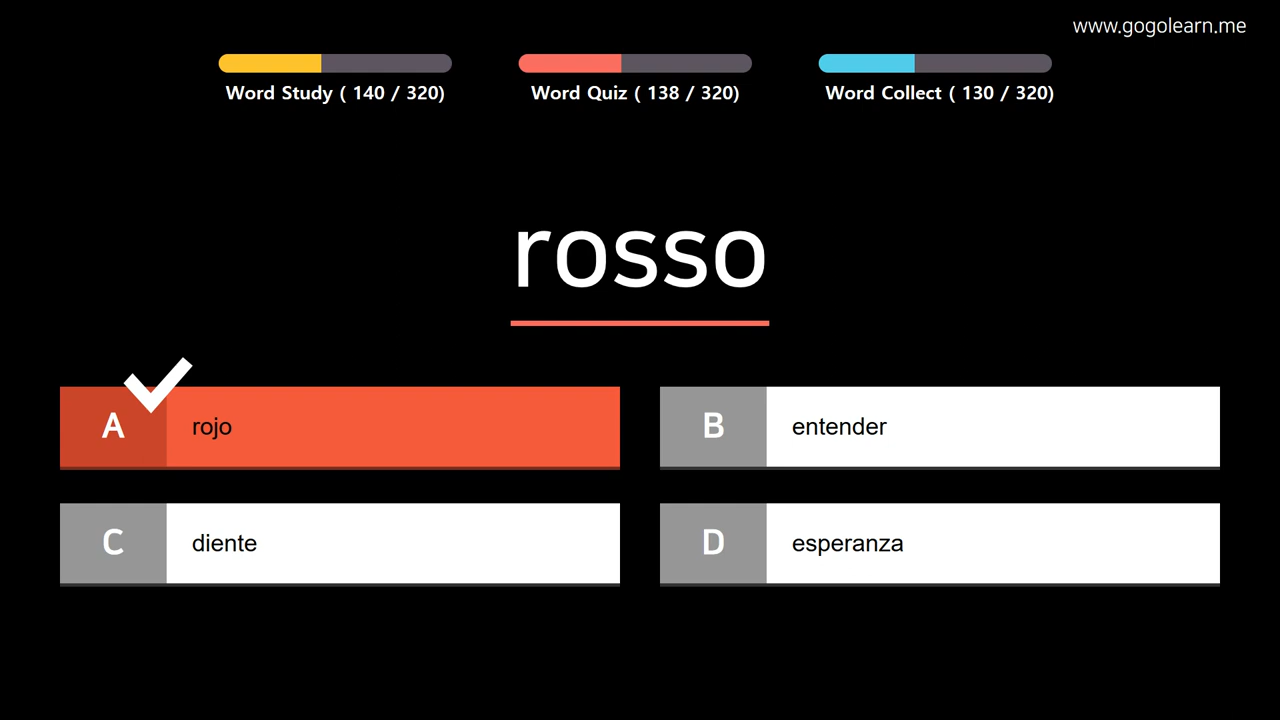 www.gogolearn.me
Word Study ( 140 / 320)
Word Quiz ( 138 / 320)
Word Collect ( 130 / 320)
rosso
A rojo
B entender
C diente
D esperanza